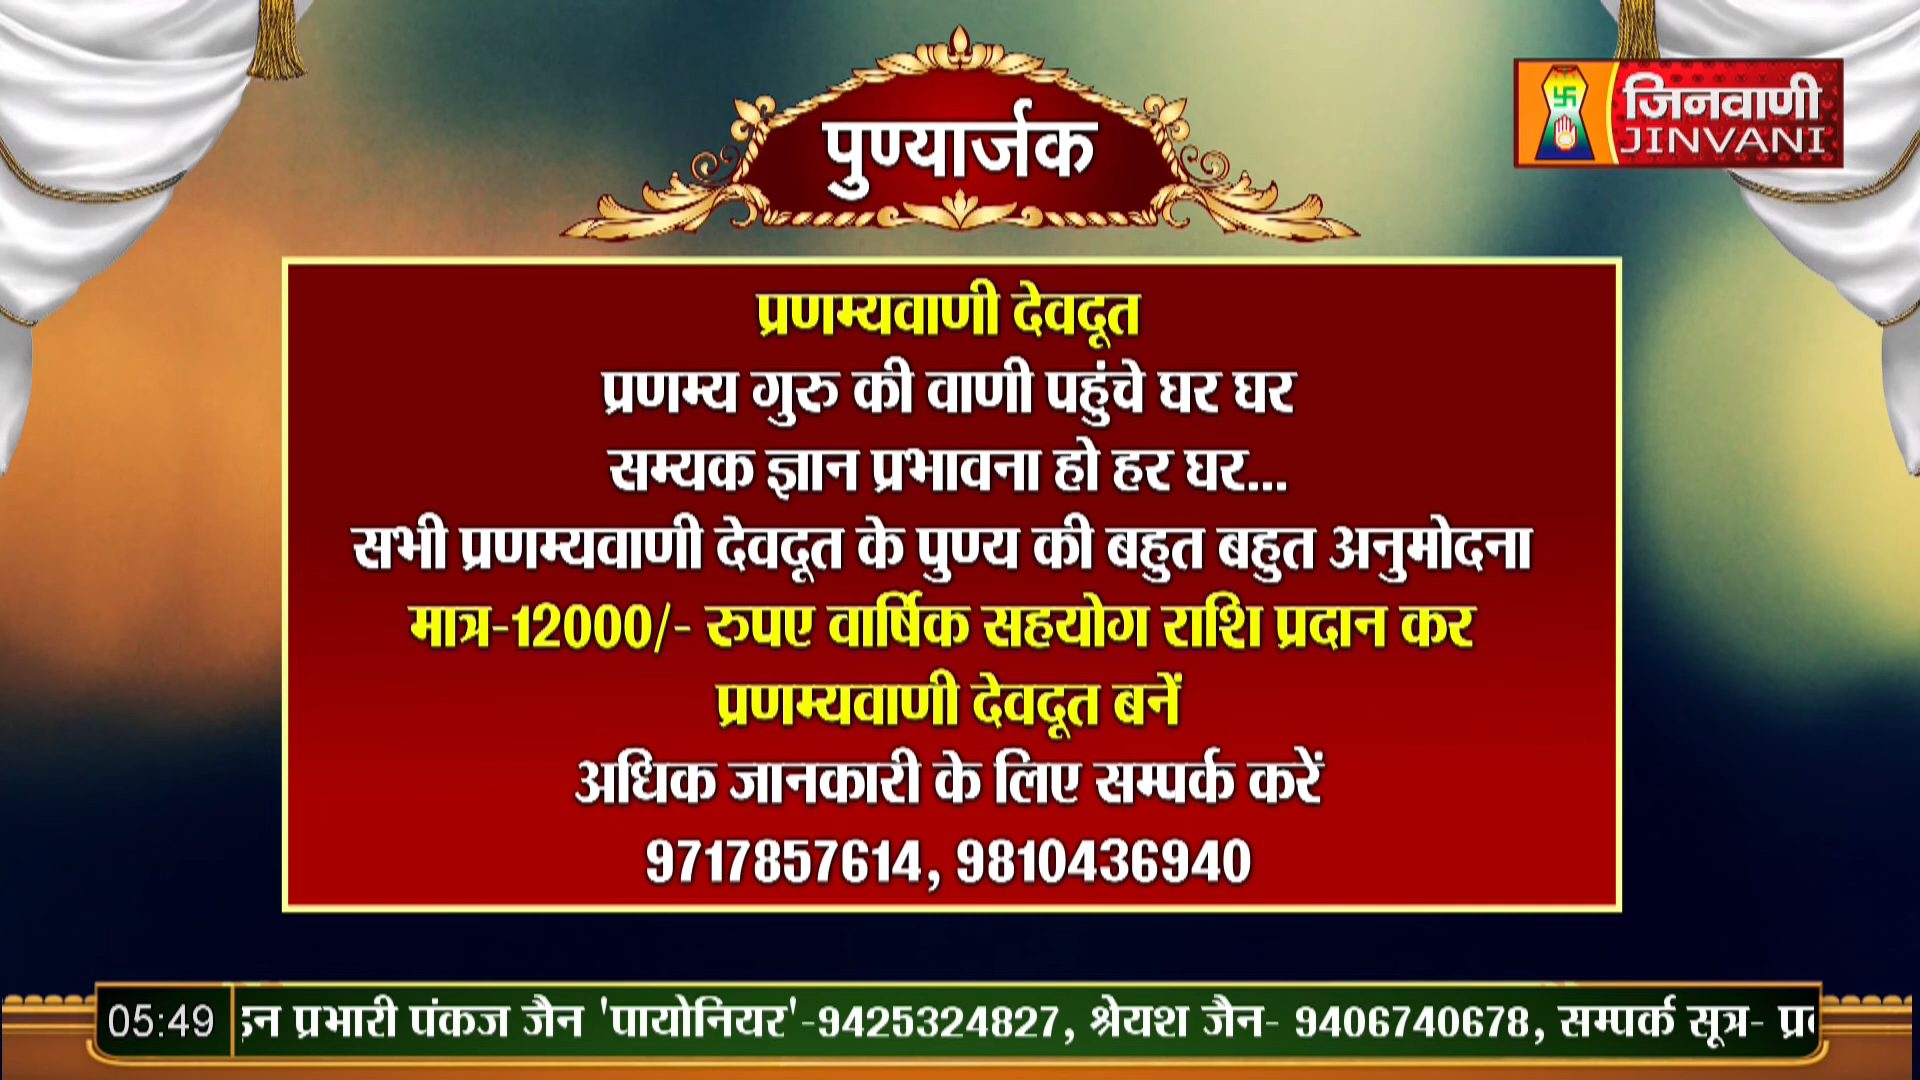 पुण्यार्जक
जिनवाणी
JINVANI
प्रणम्यवाणी देवदूत
प्रणम्य गुरु की वाणी पहुंचे घर घर
सम्यक ज्ञान प्रभावना हो हर घर...
सभी प्रणम्यवाणी देवदूत के पुण्य की बहुत बहुत अनुमोदना
मात्र-12000/- रुपए वार्षिक सहयोग राशि प्रदान कर
प्रणम्यवाणी देवदूत बनें
अधिक जानकारी के लिए सम्पर्क करें
9717857614, 9810436940
05:49 प्रभारी पंकज जैन 'पायोनियर'-9425324827, श्रेयश जैन- 9406740678, सम्पर्क सूत्र-